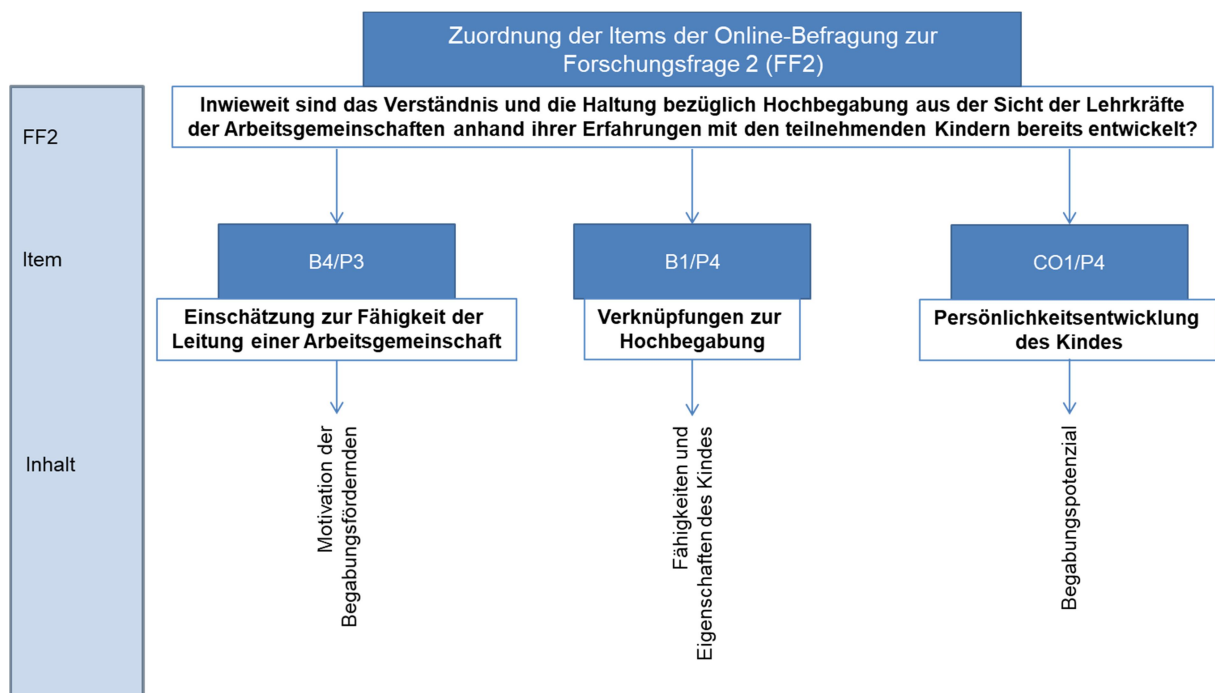 Zuordnung der Items der Online-Befragung zur
Forschungsfrage 2 (FF2)
FF2
Inwieweit sind das Verständnis und die Haltung bezüglich Hochbegabung aus der Sicht der Lehrkräfte
der Arbeitsgemeinschaften anhand ihrer Erfahrungen mit den teilnehmenden Kindern bereits entwickelt?
Item
B4/P3
B1/P4
CO1/P4
Einschätzung zur Fähigkeit der
Leitung einer Arbeitsgemeinschaft
Verknüpfungen zur
Hochbegabung
Persönlichkeitsentwicklung
des Kindes
Inhalt
Motivation der
Begabungsfördernden
Fähigkeiten und
Eigenschaften des Kindes
Begabungspotenzial